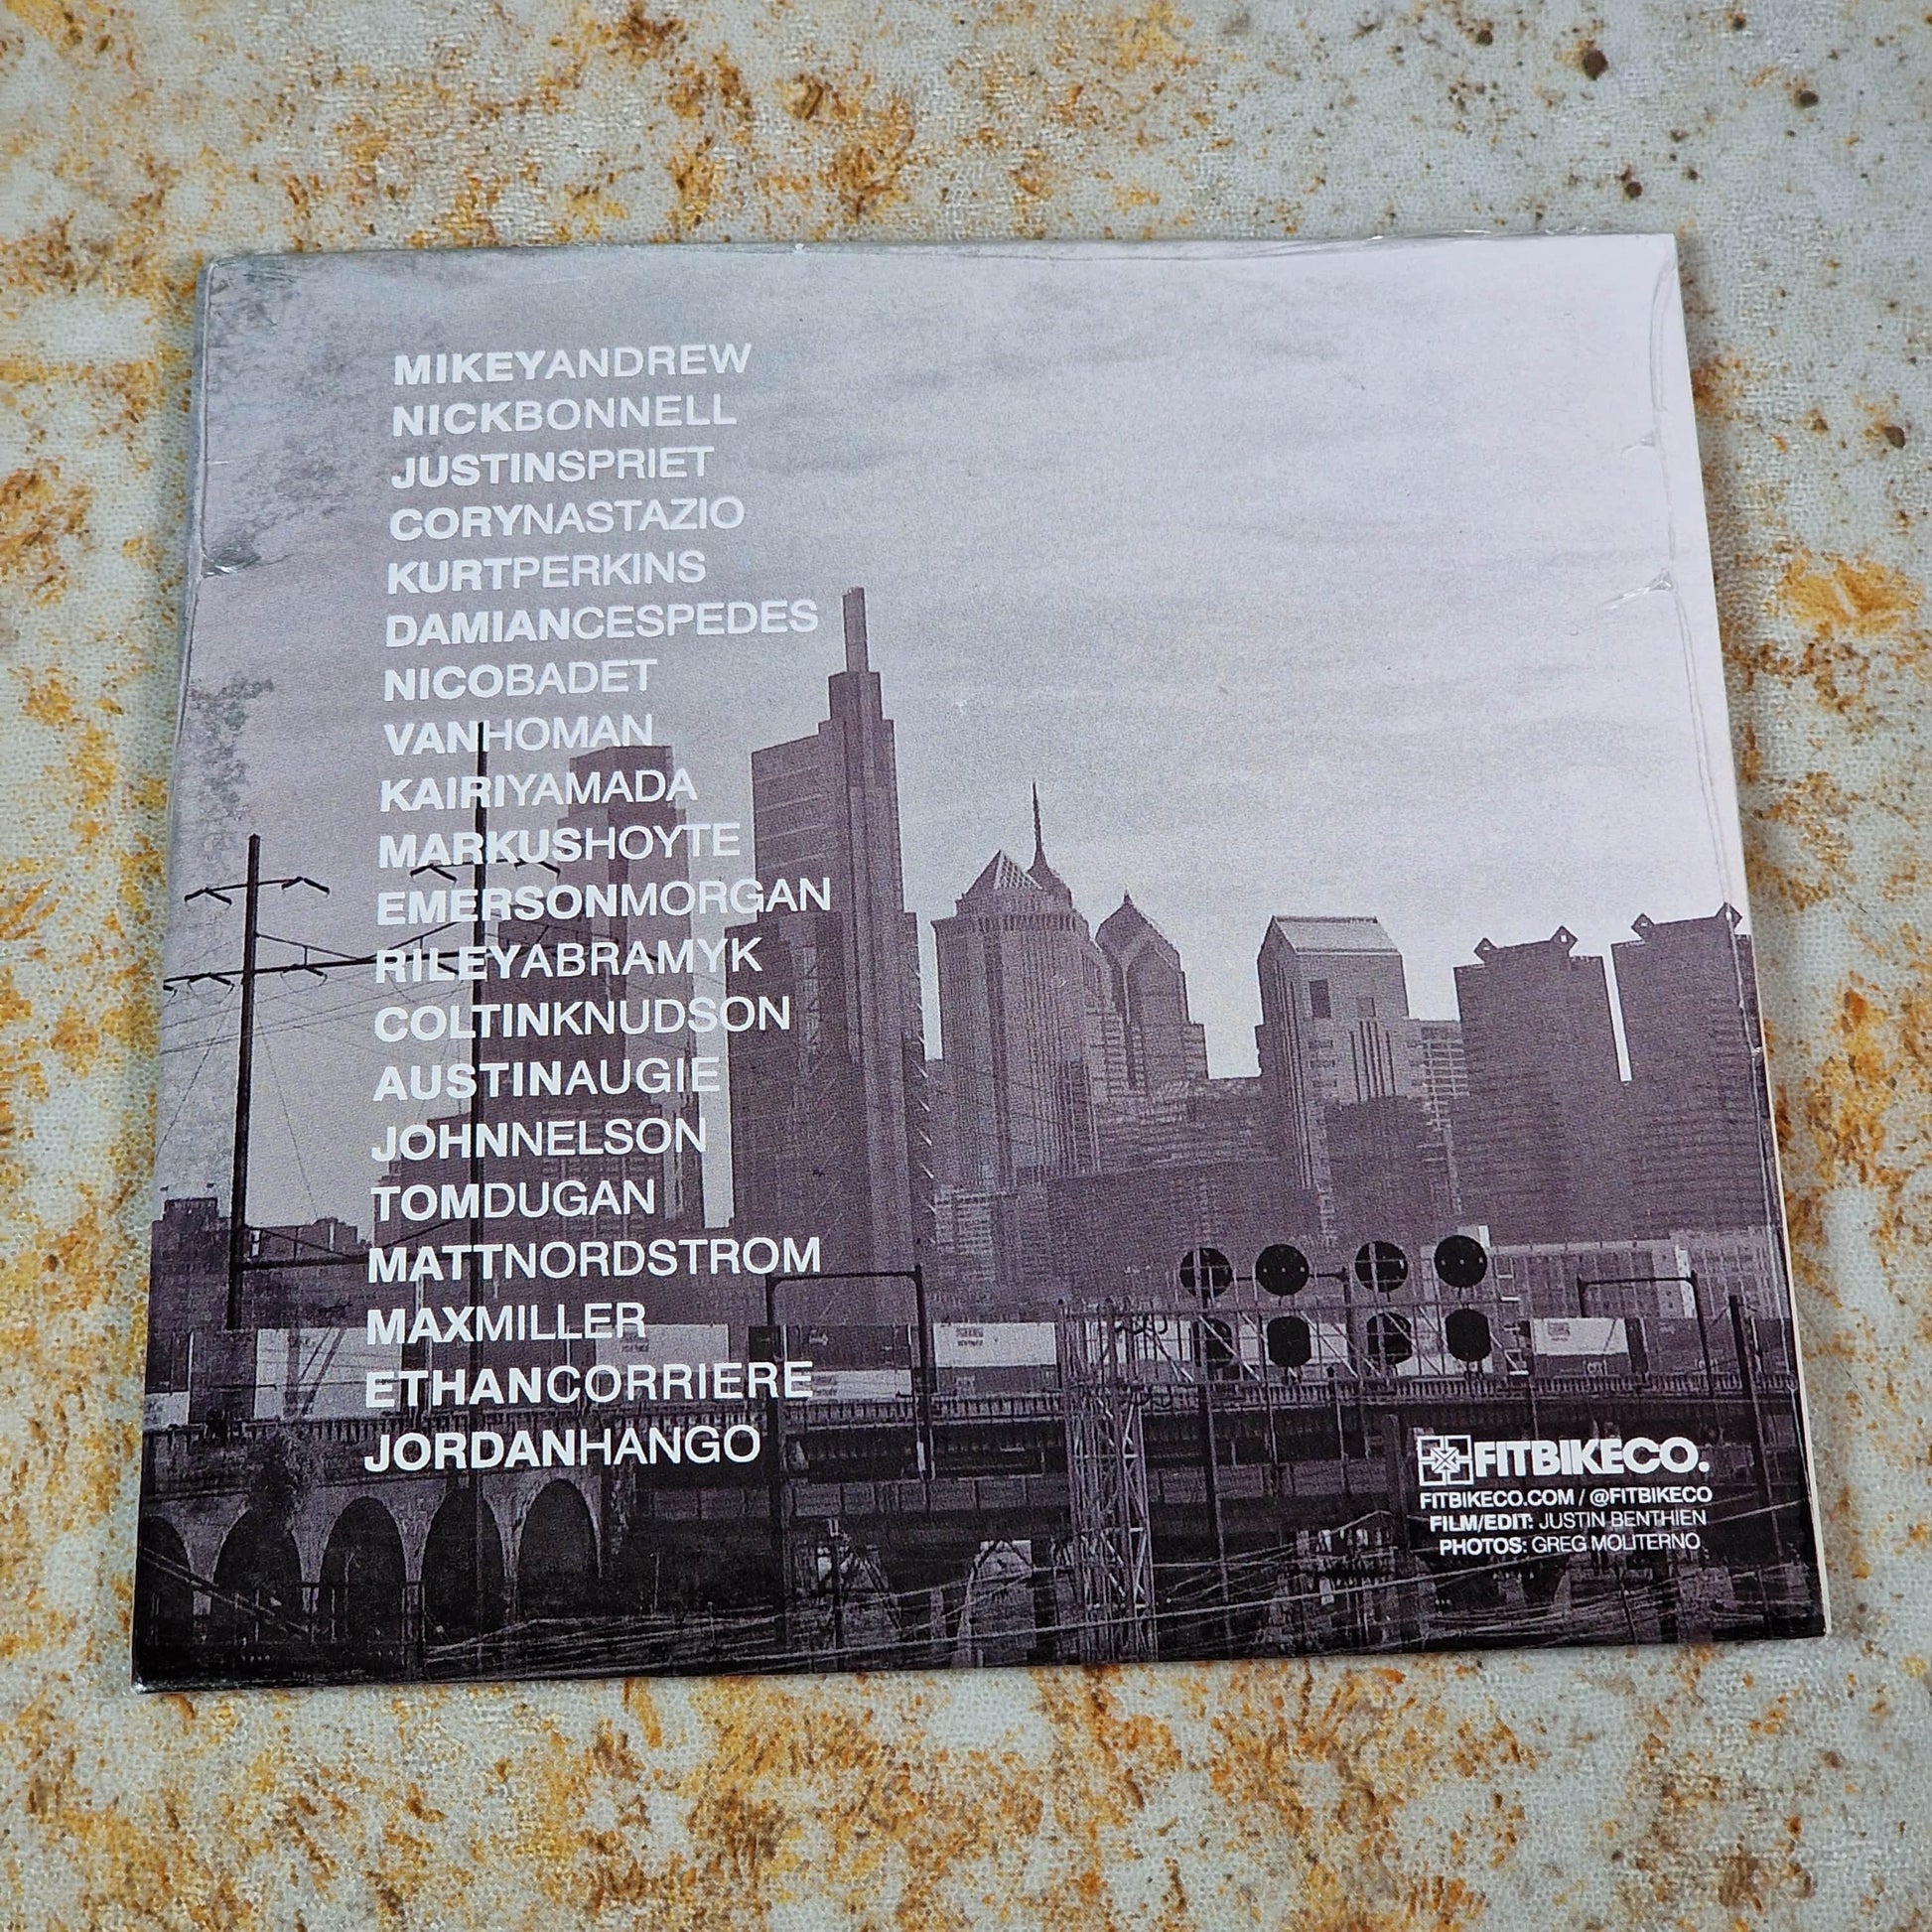 MIKEYANDREW
NICKBONNELL
JUSTINSPRIET
CORYNASTAZIO
KURTPERKINS
DAMIANCESPEDES
NICOBADET
VANHOMAN
KAIRIYAMADA
MARKUSHOYTE
EMERSONMORGAN
RILEYABRAMYK
COLTINKNUDSON
AUSTINAUGIE
JOHNNELSON
TOMDUGAN
MATTNORDSTROM
MAXMILLER
ETHANCORRIERE
JORDANHANGO
FITBIKECO.
FITBIKECO.COM / @FITBIKECO
FILM/EDIT: JUSTIN BENTHIEN
PHOTOS: GREG MOLITERNO